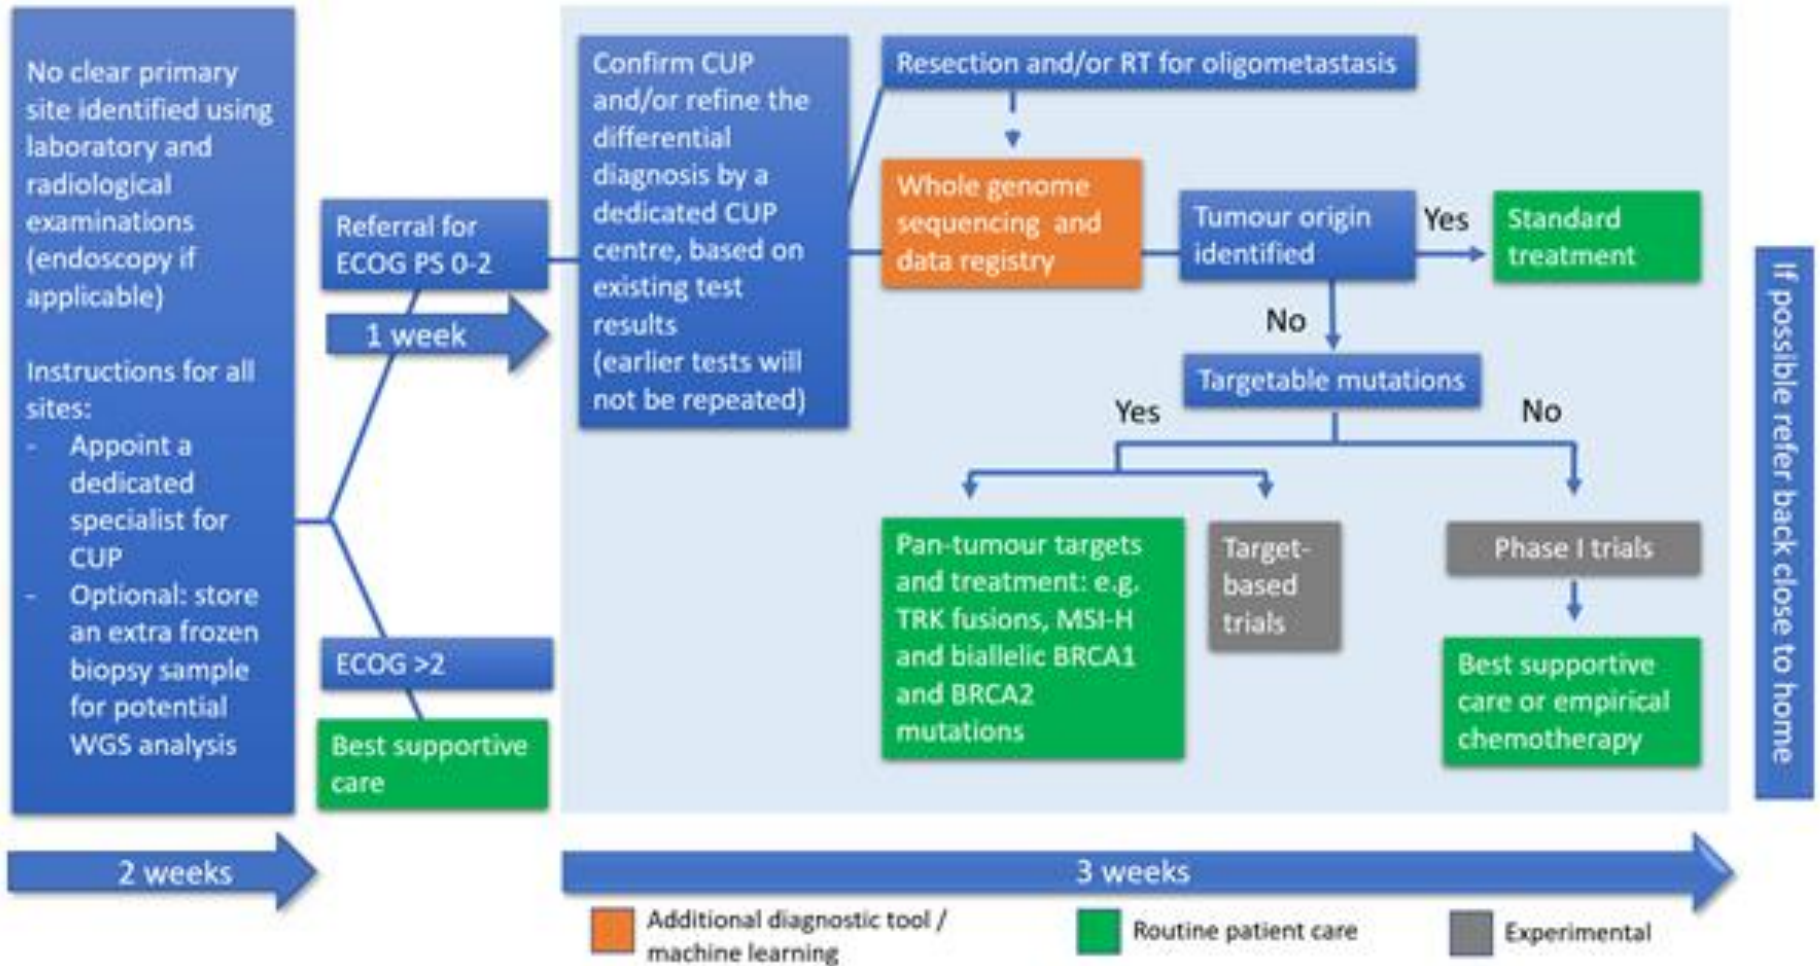 No clear primary
site identified using
laboratory and
radiological
examinations
(endoscopy if
applicable)
Instructions for all
sites:
- Appoint a
dedicated
specialist for
CUP
- Optional: store
an extra frozen
biopsy sample
for potential
WGS analysis
2 weeks
Referral for
ECOG PS 0-2
1 week
ECOG >2
Best supportive
care
Confirm CUP
and/or refine the
differential
diagnosis by a
dedicated CUP
centre, based on
existing test
results
(earlier tests will
not be repeated)
Resection and/or RT for oligometastasis
Whole genome
sequencing and
data registry
Tumour origin
identified
Yes
Standard
treatment
No
Targetable mutations
Yes
No
Pan-tumour targets
and treatment: e.g.
TRK fusions, MSI-H
and biallelic BRCA1
and BRCA2
mutations
Target-
based
trials
Phase I trials
Best supportive
care or empirical
chemotherapy
If possible refer back close to home
3 weeks
Additional diagnostic tool /
machine learning
Routine patient care
Experimental